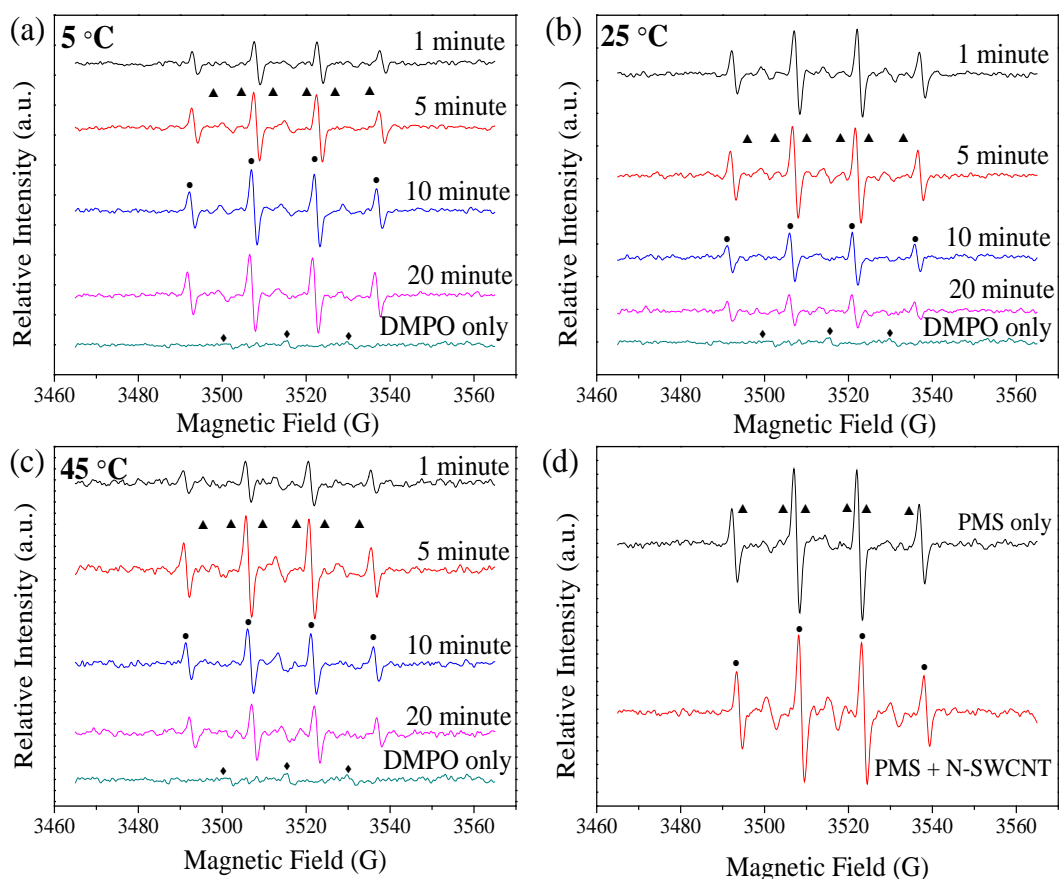 (a) 5 °C
1 minute
5 minute
10 minute
20 minute
DMPO only
Relative Intensity (a.u.)
3460 3480 3500 3520 3540 3560
Magnetic Field (G)
(b) 25 °C
1 minute
5 minute
10 minute
20 minute
DMPO only
Relative Intensity (a.u.)
3460 3480 3500 3520 3540 3560
Magnetic Field (G)
(c) 45 °C
1 minute
5 minute
10 minute
20 minute
DMPO only
Relative Intensity (a.u.)
3460 3480 3500 3520 3540 3560
Magnetic Field (G)
(d)
PMS only
PMS + N-SWCNT
Relative Intensity (a.u.)
3460 3480 3500 3520 3540 3560
Magnetic Field (G)